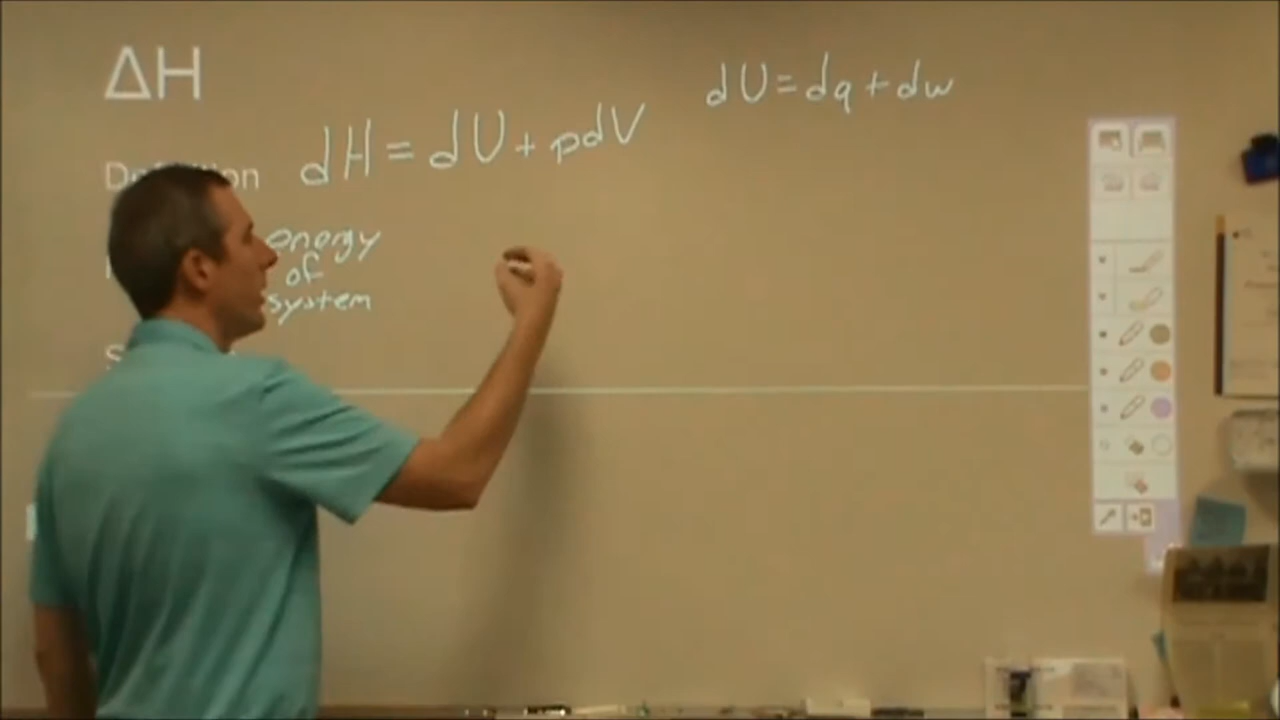 ΔH
dU = dq + dw
dH = dU + pdV
energy
of
system